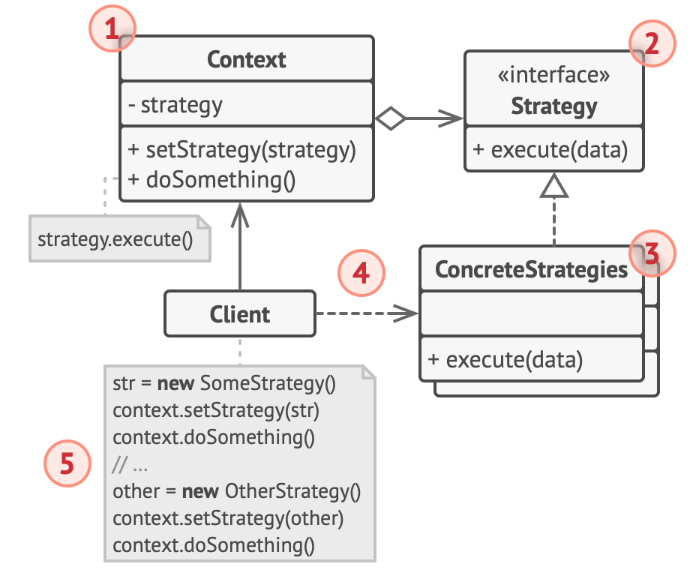 1
Context
- strategy
+ setStrategy(strategy)
+ doSomething()
strategy.execute()
2
«interface»
Strategy
+ execute(data)
3
ConcreteStrategies
+ execute(data)
4
Client
5
str = new SomeStrategy()
context.setStrategy(str)
context.doSomething()
// ...
other = new OtherStrategy()
context.setStrategy(other)
context.doSomething()